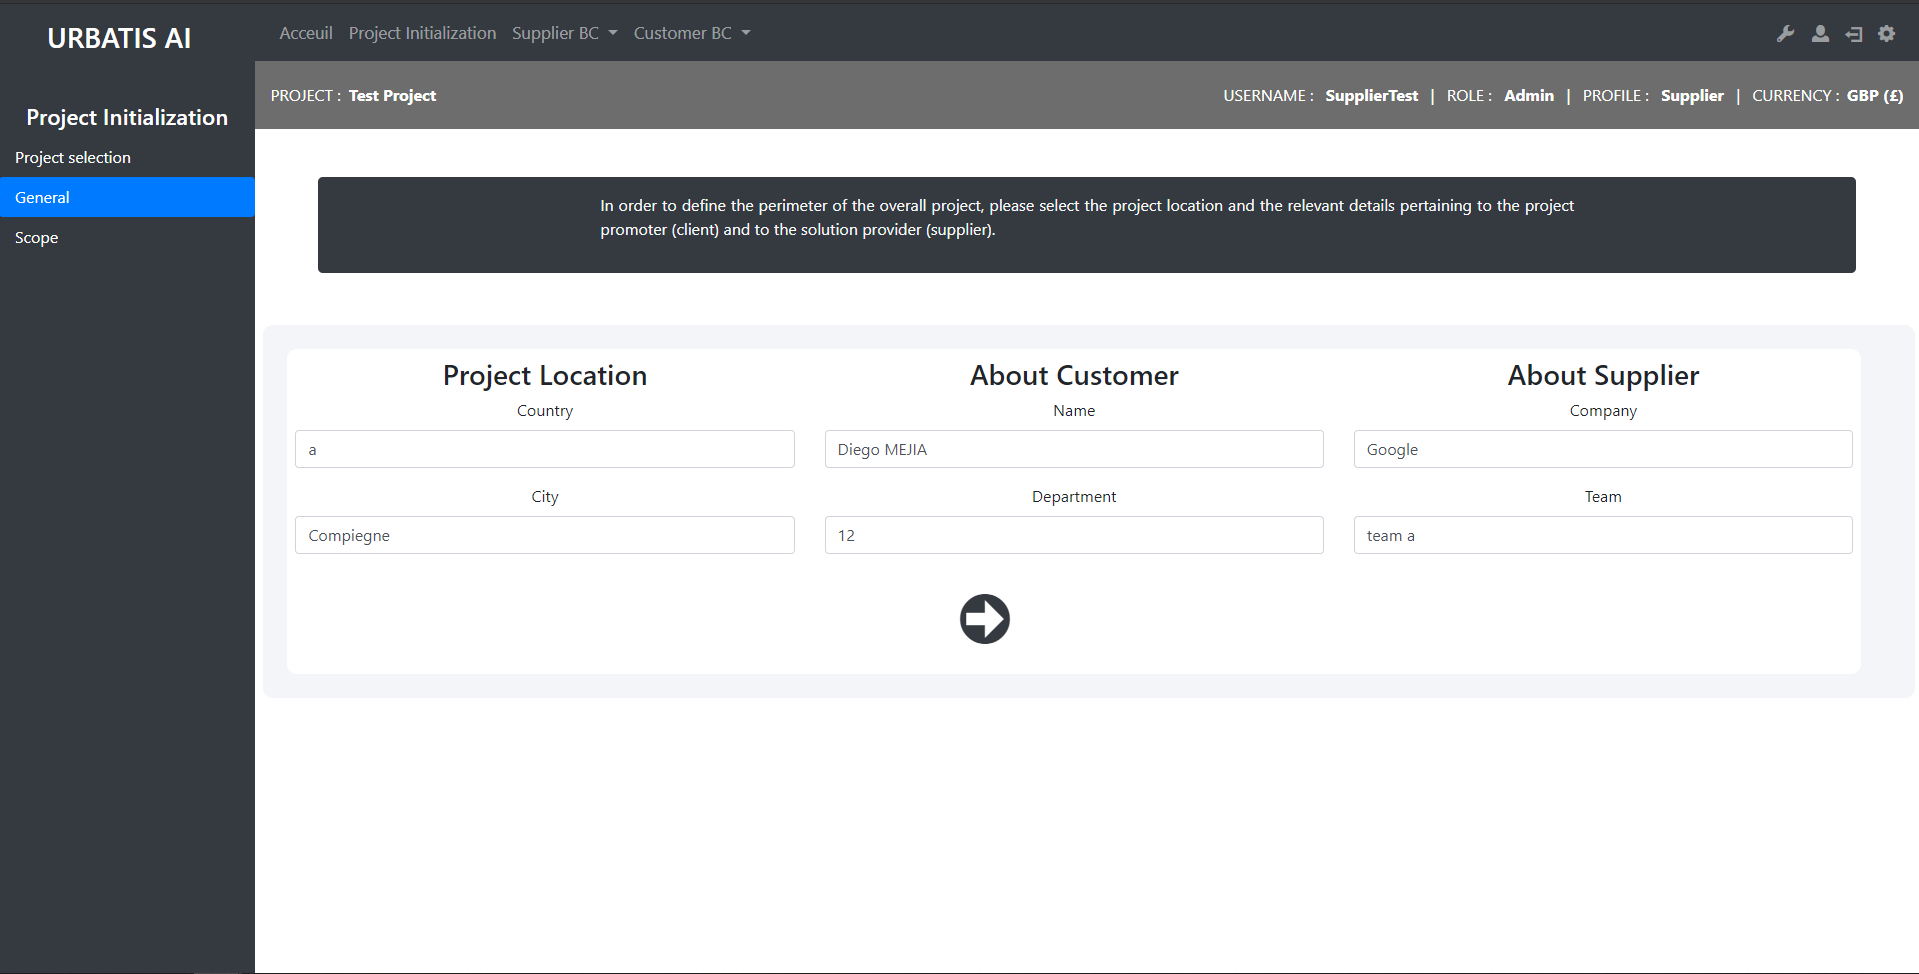 URBATIS AI
Acceuil Project Initialization Supplier BC Customer BC
PROJECT : Test Project
USERNAME : SupplierTest | ROLE : Admin | PROFILE : Supplier | CURRENCY : GBP (£)
Project Initialization
Project selection
General
Scope
In order to define the perimeter of the overall project, please select the project location and the relevant details pertaining to the project
promoter (client) and to the solution provider (supplier).
Project Location
Country
a
City
Compiegne
About Customer
Name
Diego MEJIA
Department
12
About Supplier
Company
Google
Team
team a